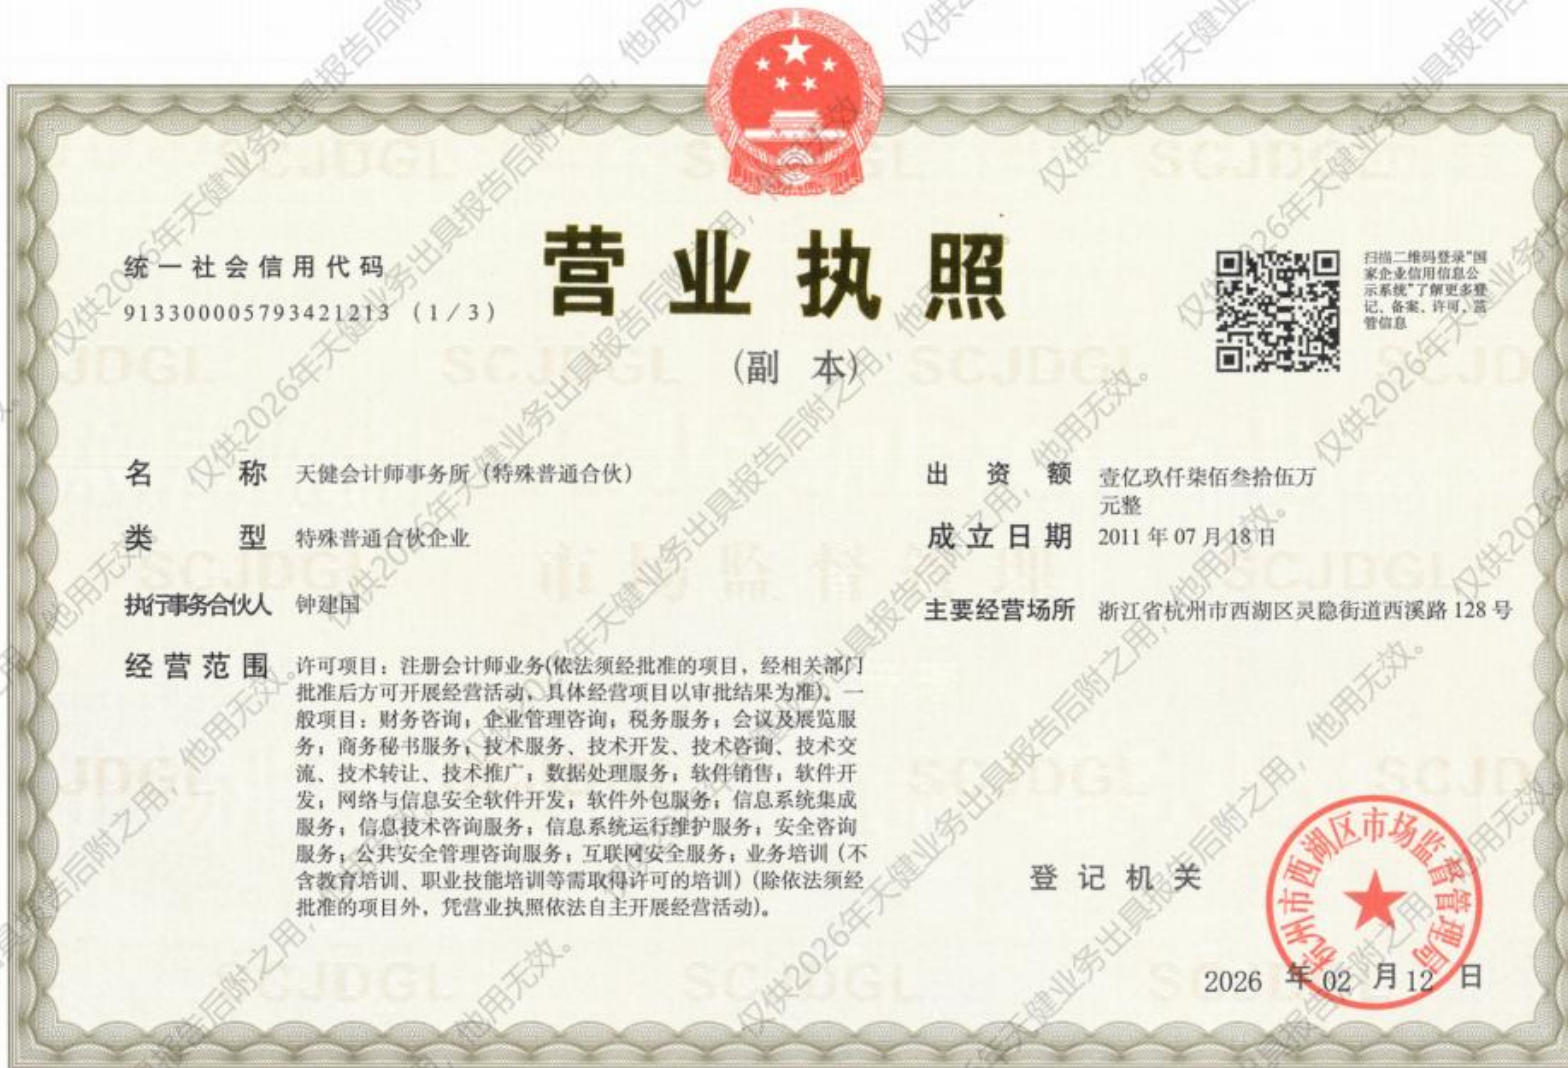 营业执照
(副 本)
统一社会信用代码
913300005793421213 (1/3)
扫描二维码登录"国
家企业信用信息公
示系统"了解更多登
记、备案、许可、监
管信息
名 称 天健会计师事务所（特殊普通合伙）
类 型 特殊普通合伙企业
执行事务合伙人 钟建国
经营范围 许可项目：注册会计师业务(依法须经批准的项目，经相关部门
批准后方可开展经营活动，具体经营项目以审批结果为准)。一
般项目：财务咨询；企业管理咨询；税务服务；会议及展览服
务；商务秘书服务；技术服务、技术开发、技术咨询、技术交
流、技术转让、技术推广；数据处理服务；软件销售；软件开
发；网络与信息安全软件开发；软件外包服务；信息系统集成
服务；信息技术咨询服务；信息系统运行维护服务；安全咨询
服务；公共安全管理咨询服务；互联网安全服务；业务培训（不
含教育培训、职业技能培训等需取得许可的培训）(除依法须经
批准的项目外，凭营业执照依法自主开展经营活动)。
出 资 额 壹亿玖仟柒佰叁拾伍万
元整
成立日期 2011年07月18日
主要经营场所 浙江省杭州市西湖区灵隐街道西溪路128号
登记机关
杭州市西湖区市场监督管理局
2026 年 02 月 12 日
仅供2026年天健业务出具报告后附之用，他用无效。
SCJDGL